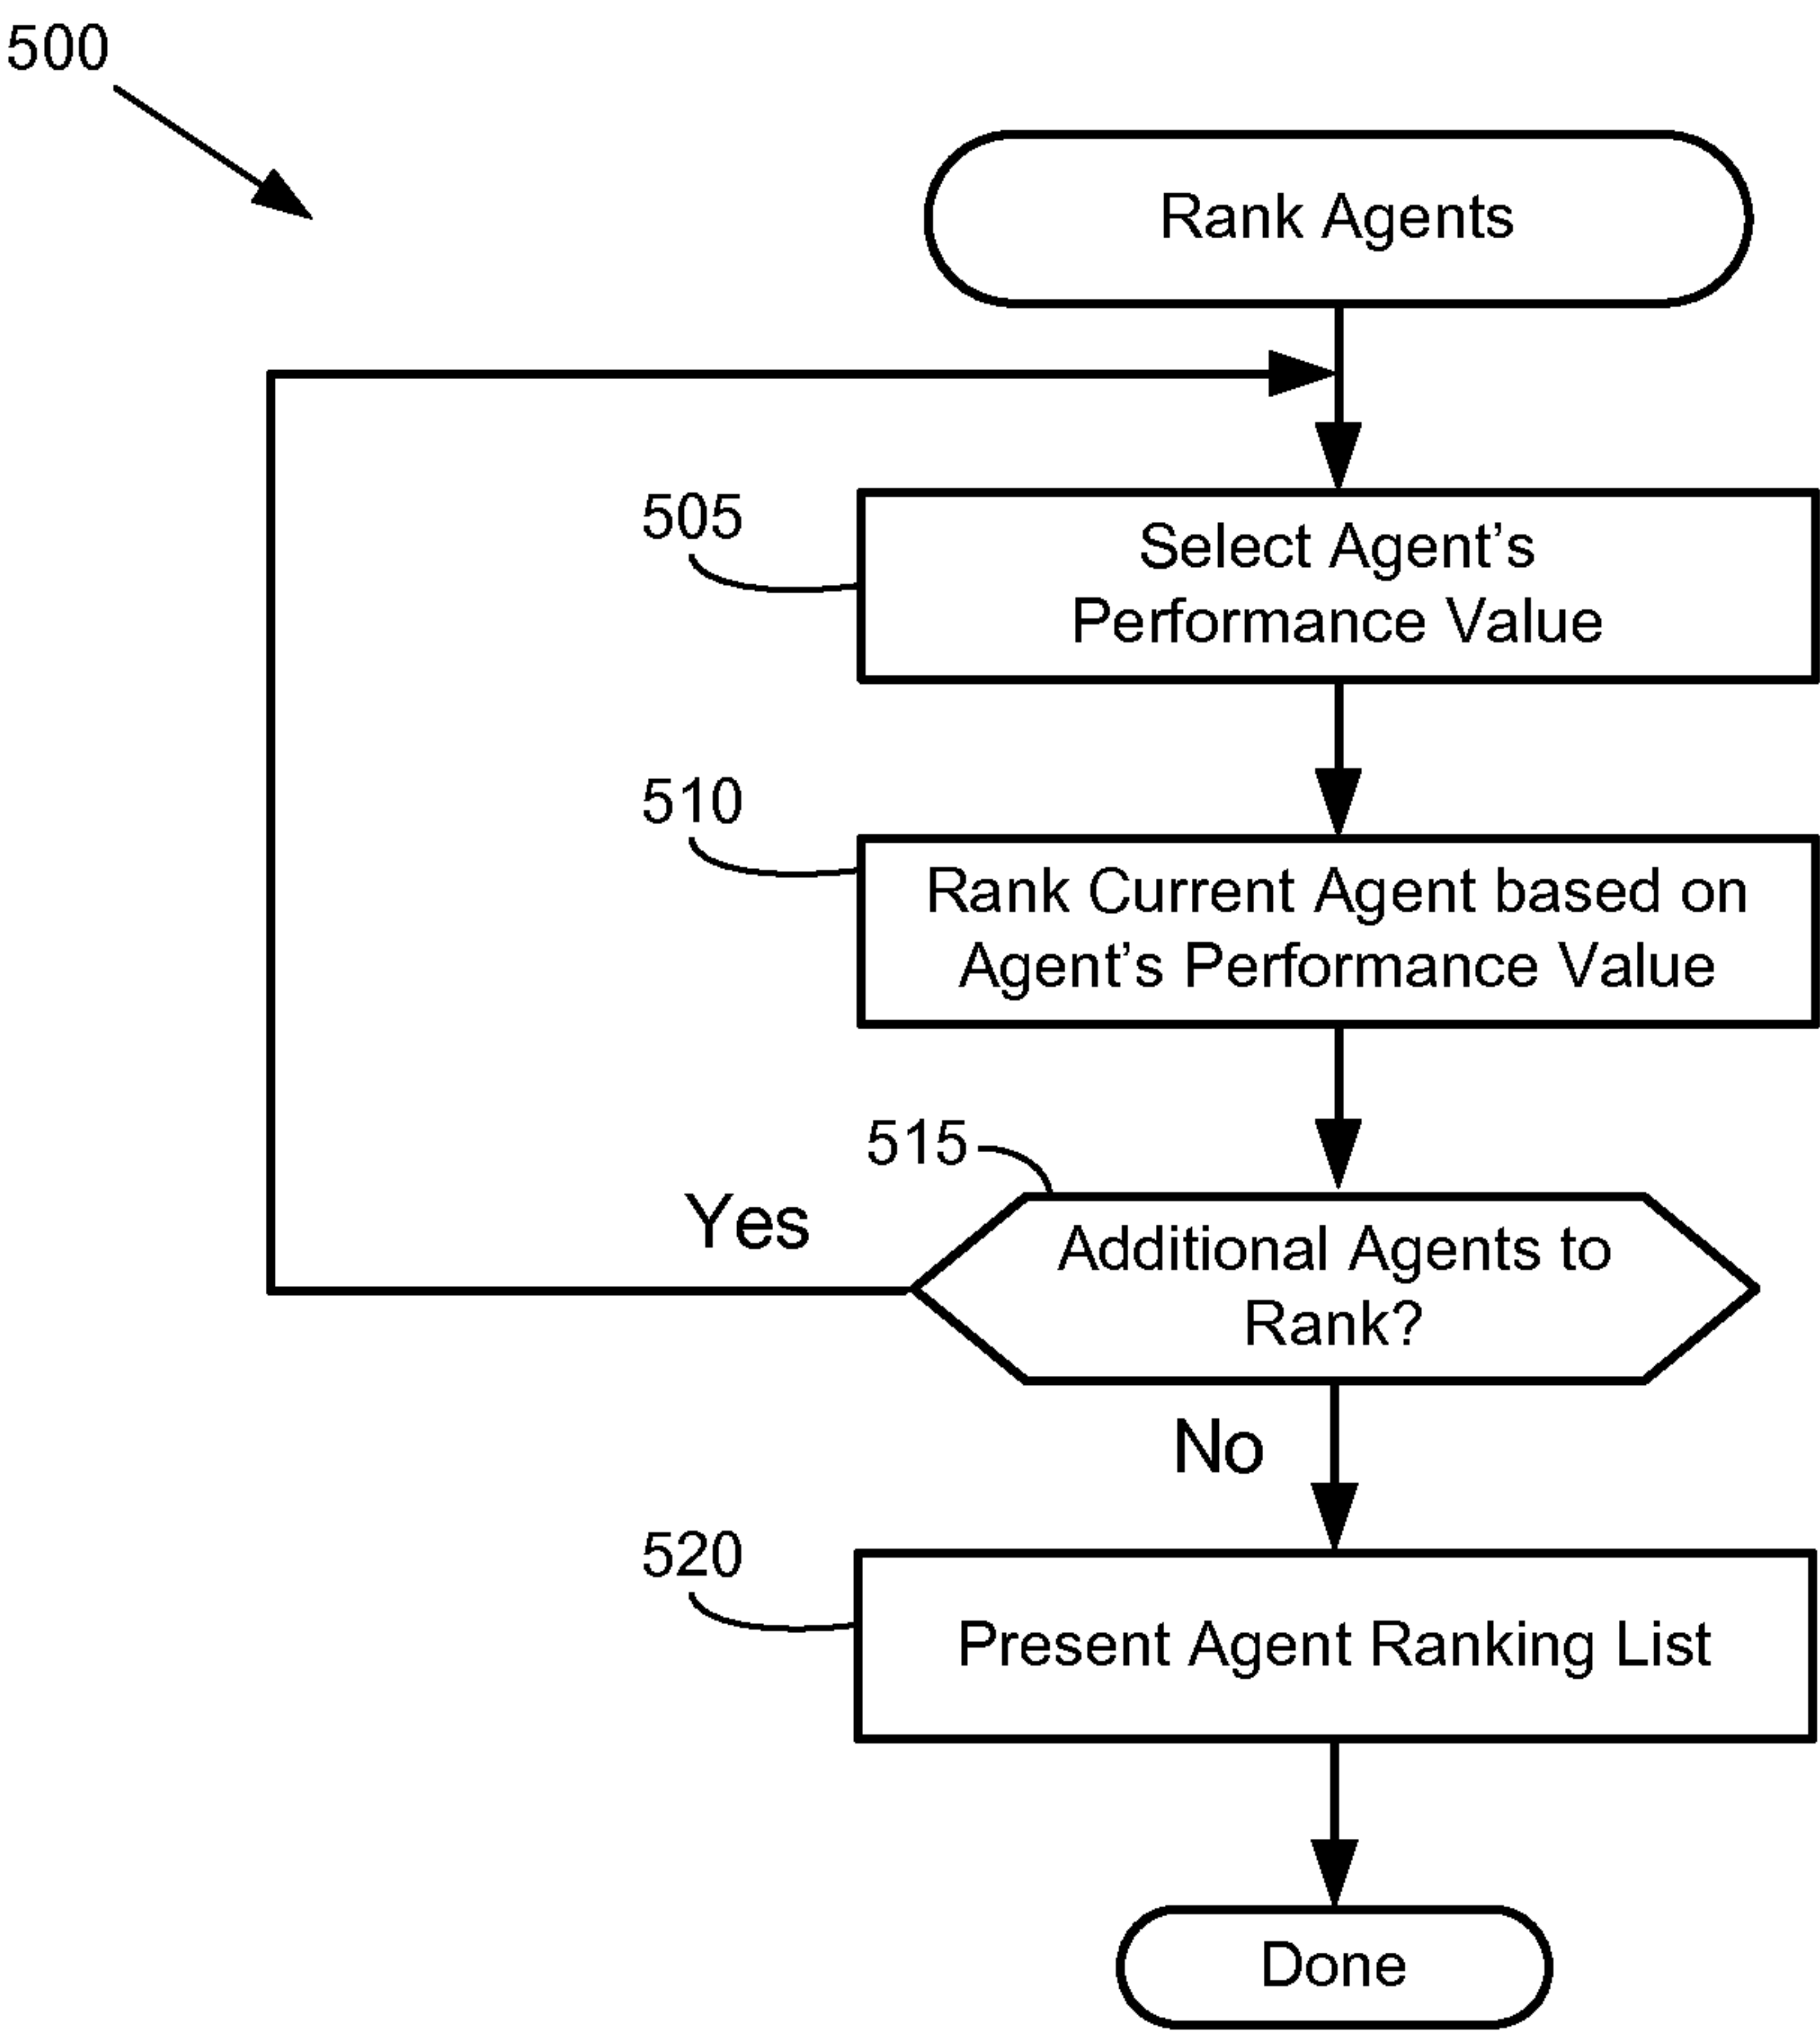 500
Rank Agents
505
Select Agent’s
Performance Value
510
Rank Current Agent based on
Agent’s Performance Value
515
Yes
Additional Agents to
Rank?
No
520
Present Agent Ranking List
Done